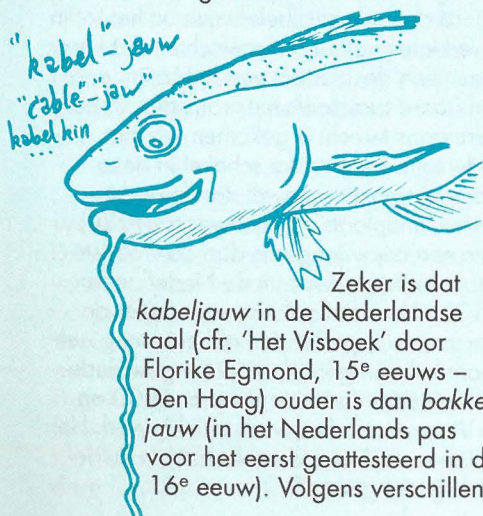 "kabel-jauw
"cable"-jaw"
kabelkin
...
Zeker is dat
kabeljauw in de Nederlandse
taal (cfr. 'Het Visboek' door
Florike Egmond, 15e eeuws –
Den Haag) ouder is dan bakke
jauw (in het Nederlands pas
voor het eerst geattesteerd in d
16e eeuw). Volgens verschillen